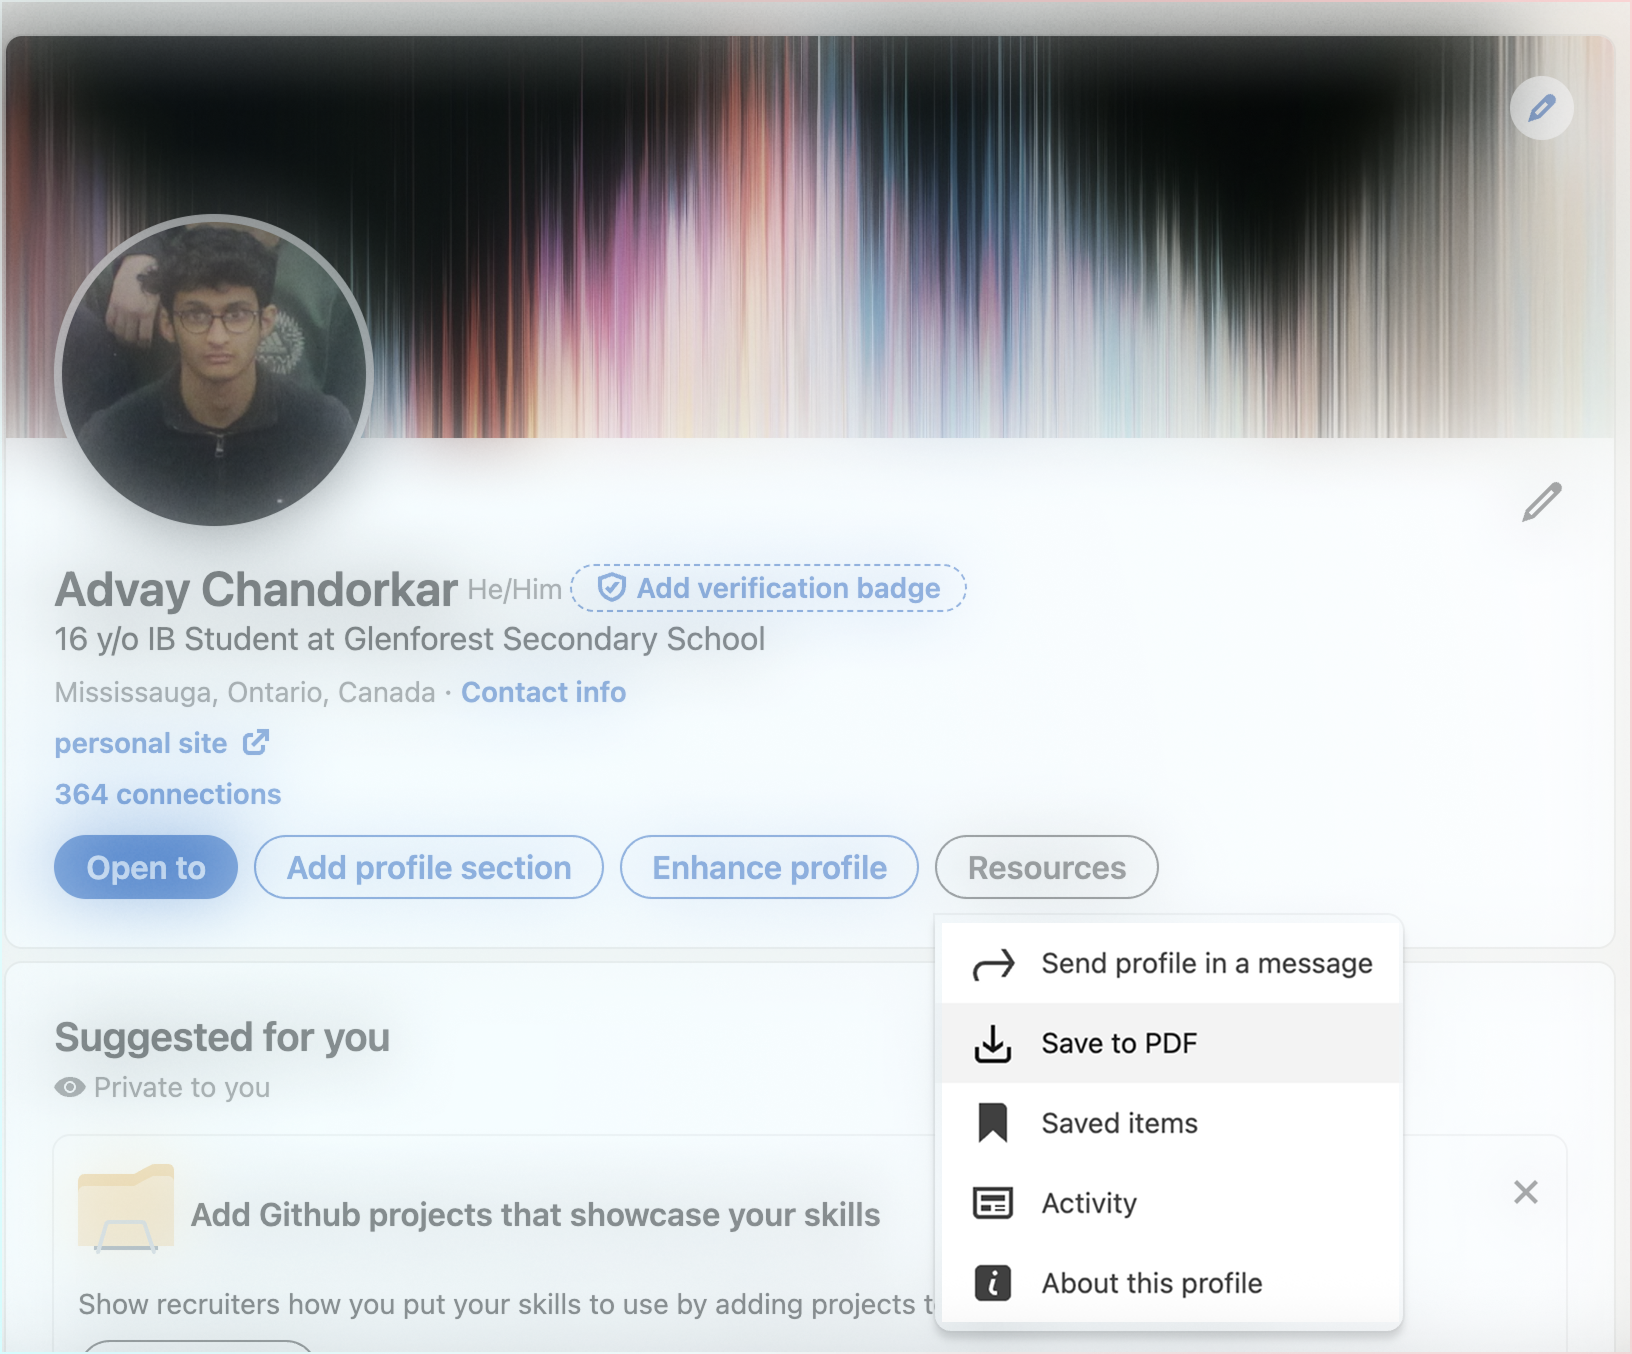 Advay Chandorkar He/Him Add verification badge
16 y/o IB Student at Glenforest Secondary School
Mississauga, Ontario, Canada · Contact info
personal site
364 connections
Open to Add profile section Enhance profile Resources
Send profile in a message
Save to PDF
Saved items
Activity
About this profile
Suggested for you
Private to you
Add Github projects that showcase your skills
Show recruiters how you put your skills to use by adding projects